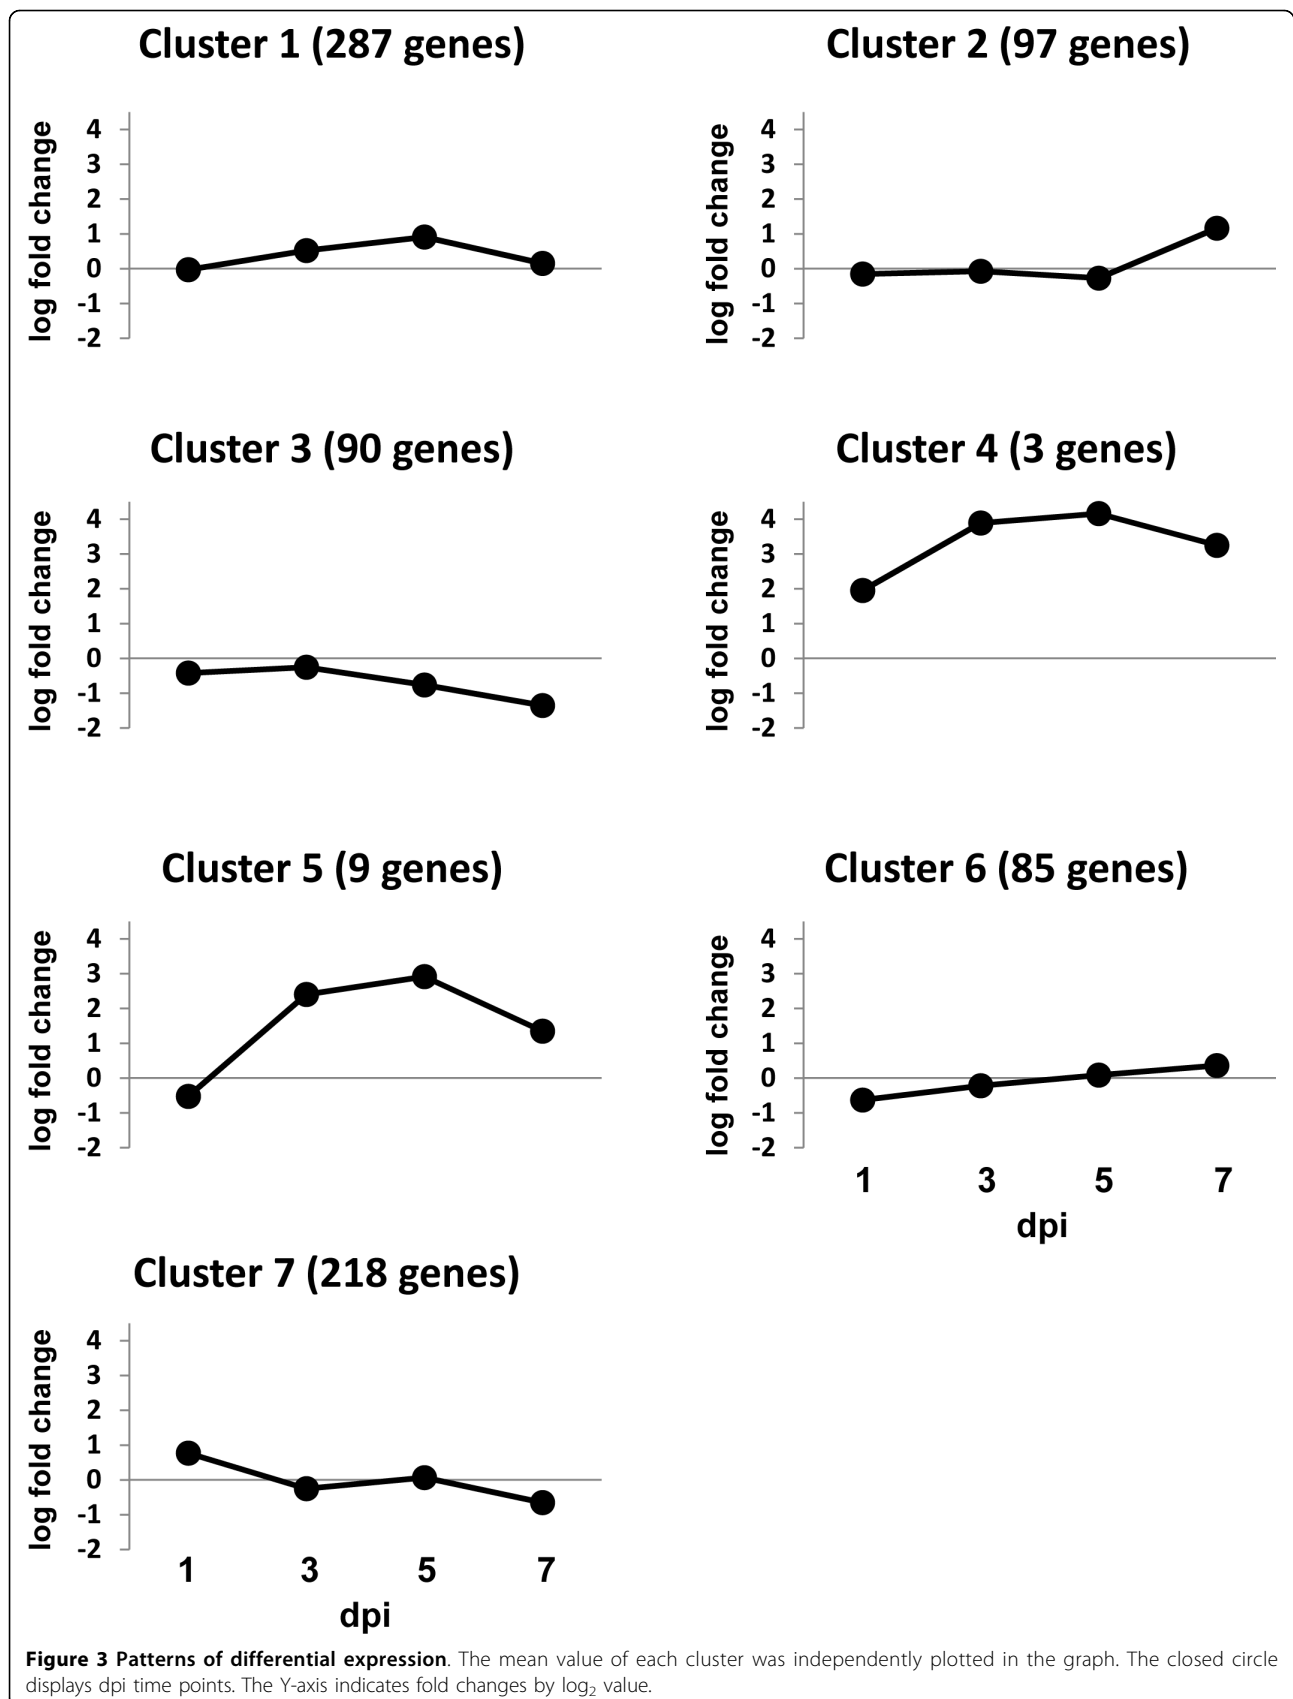 Cluster 1 (287 genes)
log fold change
4
3
2
1
0
-1
-2
Cluster 2 (97 genes)
log fold change
4
3
2
1
0
-1
-2
Cluster 3 (90 genes)
log fold change
4
3
2
1
0
-1
-2
Cluster 4 (3 genes)
log fold change
4
3
2
1
0
-1
-2
Cluster 5 (9 genes)
log fold change
4
3
2
1
0
-1
-2
Cluster 6 (85 genes)
log fold change
4
3
2
1
0
-1
-2
1 3 5 7
dpi
Cluster 7 (218 genes)
log fold change
4
3
2
1
0
-1
-2
1 3 5 7
dpi
Figure 3 Patterns of differential expression. The mean value of each cluster was independently plotted in the graph. The closed circle
displays dpi time points. The Y-axis indicates fold changes by log₂ value.